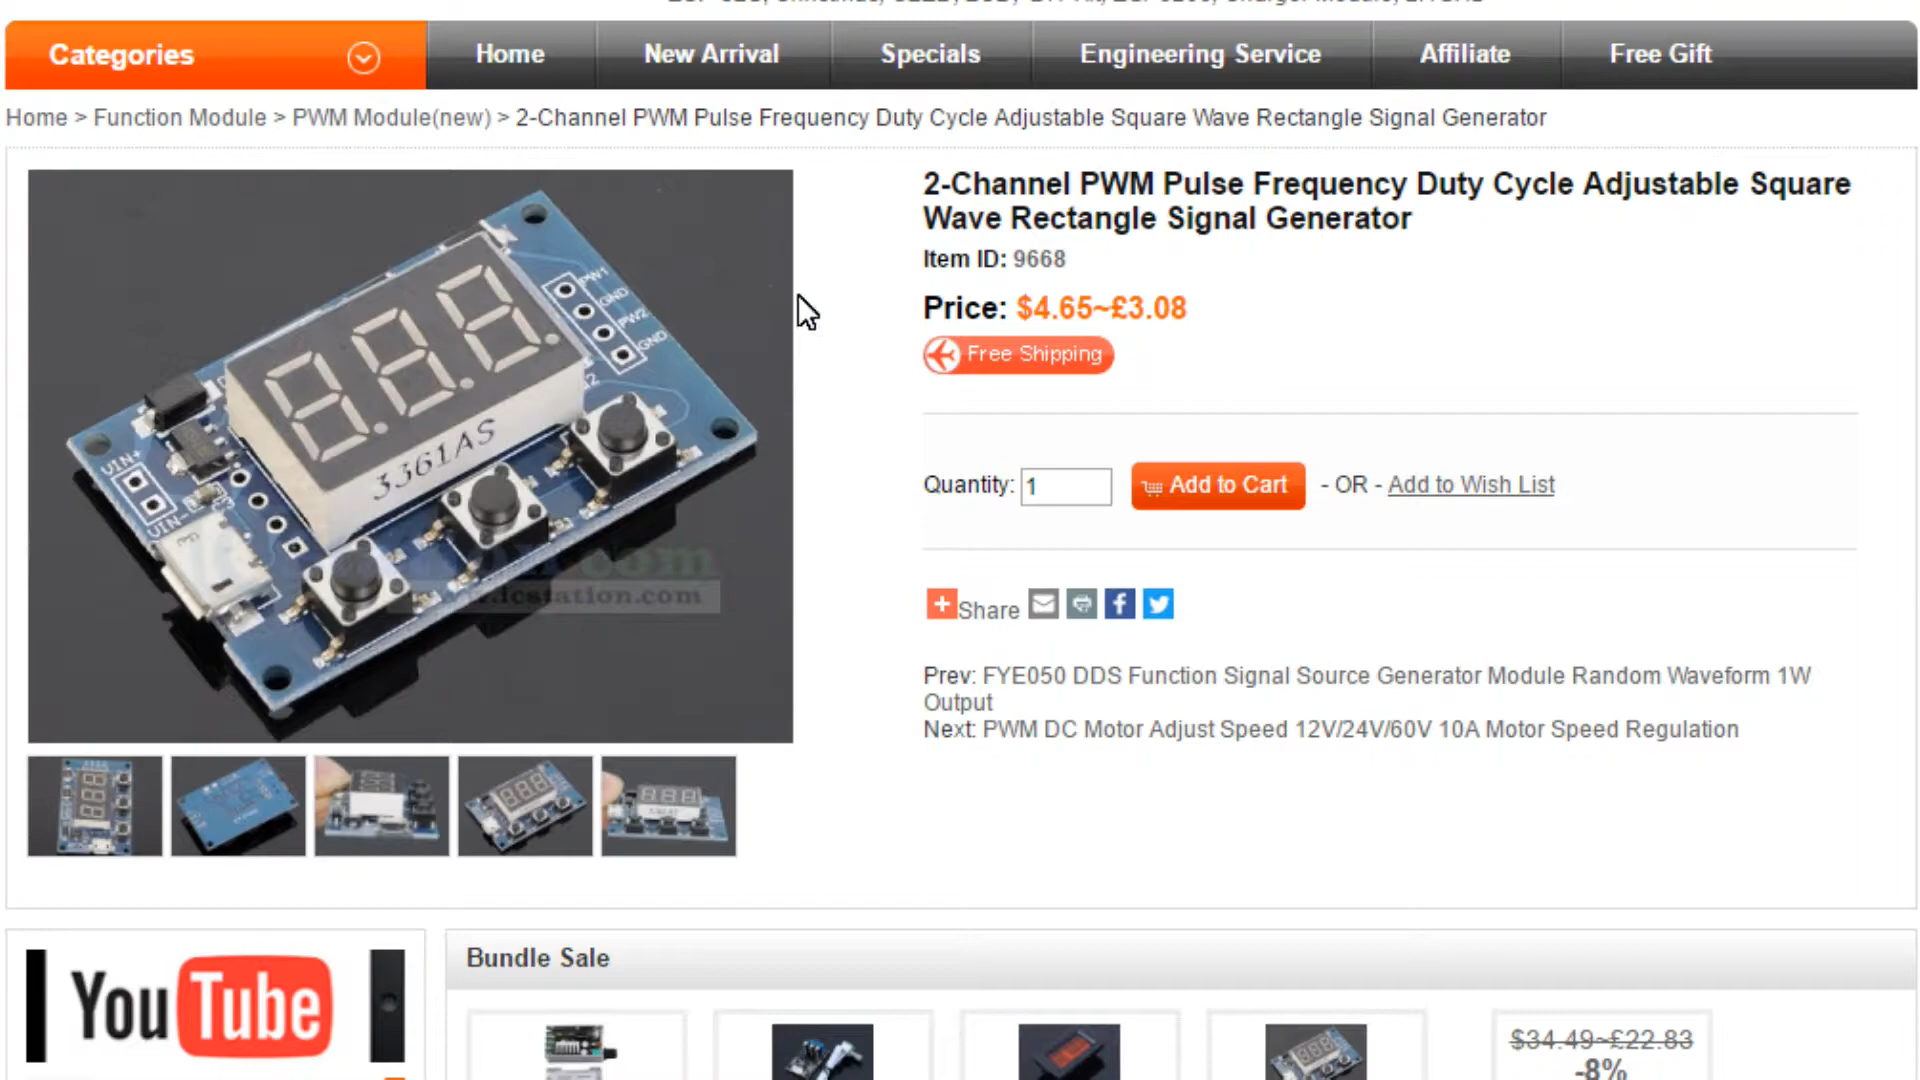 Categories
Home
New Arrival
Specials
Engineering Service
Affiliate
Free Gift
Home > Function Module > PWM Module(new) > 2-Channel PWM Pulse Frequency Duty Cycle Adjustable Square Wave Rectangle Signal Generator
2-Channel PWM Pulse Frequency Duty Cycle Adjustable Square
Wave Rectangle Signal Generator
Item ID: 9668
Price: $4.65~£3.08
Free Shipping
Quantity: 1
Add to Cart
- OR - Add to Wish List
Share
Prev: FYE050 DDS Function Signal Source Generator Module Random Waveform 1W
Output
Next: PWM DC Motor Adjust Speed 12V/24V/60V 10A Motor Speed Regulation
PW1
GND
PW2
GND
3361AS
VIN+
VIN-
YouTube
Bundle Sale
$34.49~£22.83
-8%